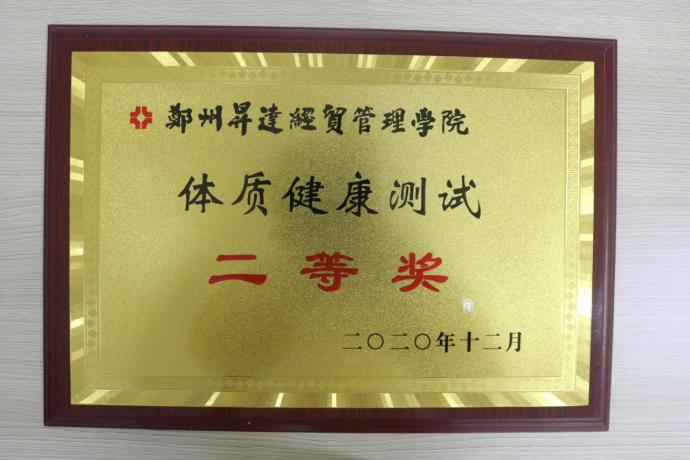 鄭州昇達經貿管理學院
体质健康测试
二等奖
二〇二〇年十二月